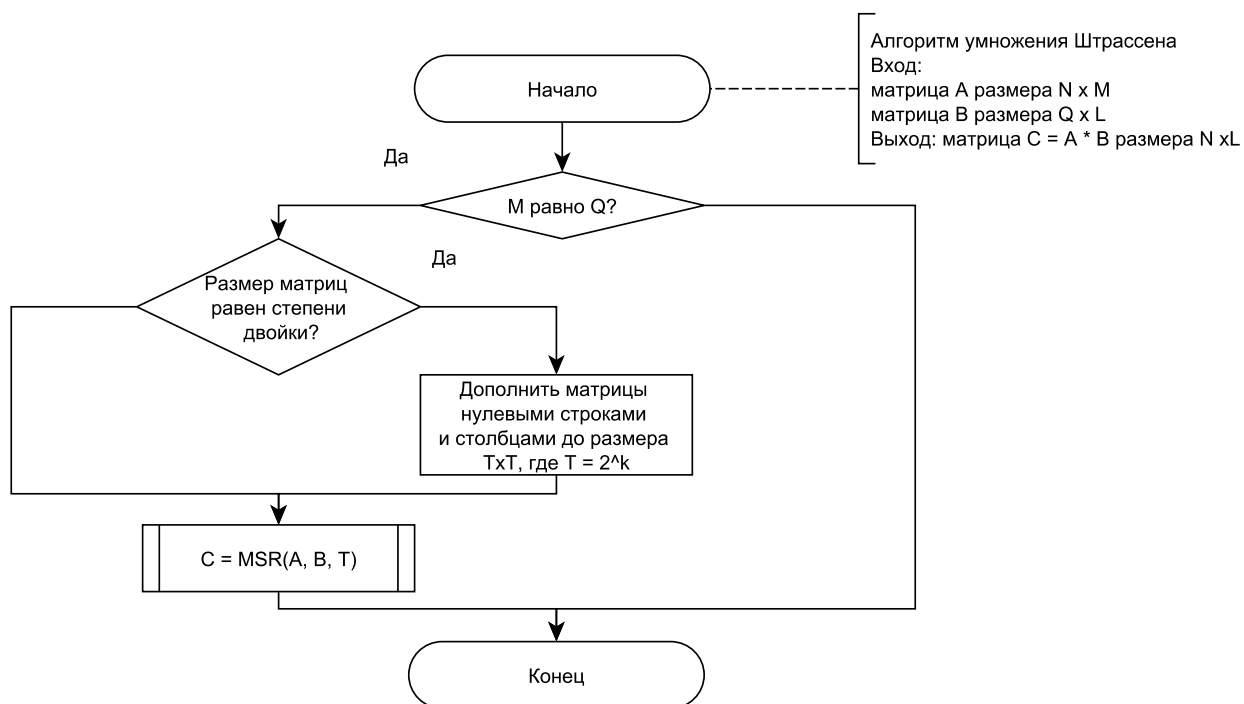 Алгоритм умножения Штрассена
Вход:
матрица A размера N x M
матрица B размера Q x L
Выход: матрица C = A * B размера N xL
Начало
Да
M равно Q?
Да
Размер матриц
равен степени
двойки?
Дополнить матрицы
нулевыми строками
и столбцами до размера
TxT, где T = 2^k
C = MSR(A, B, T)
Конец